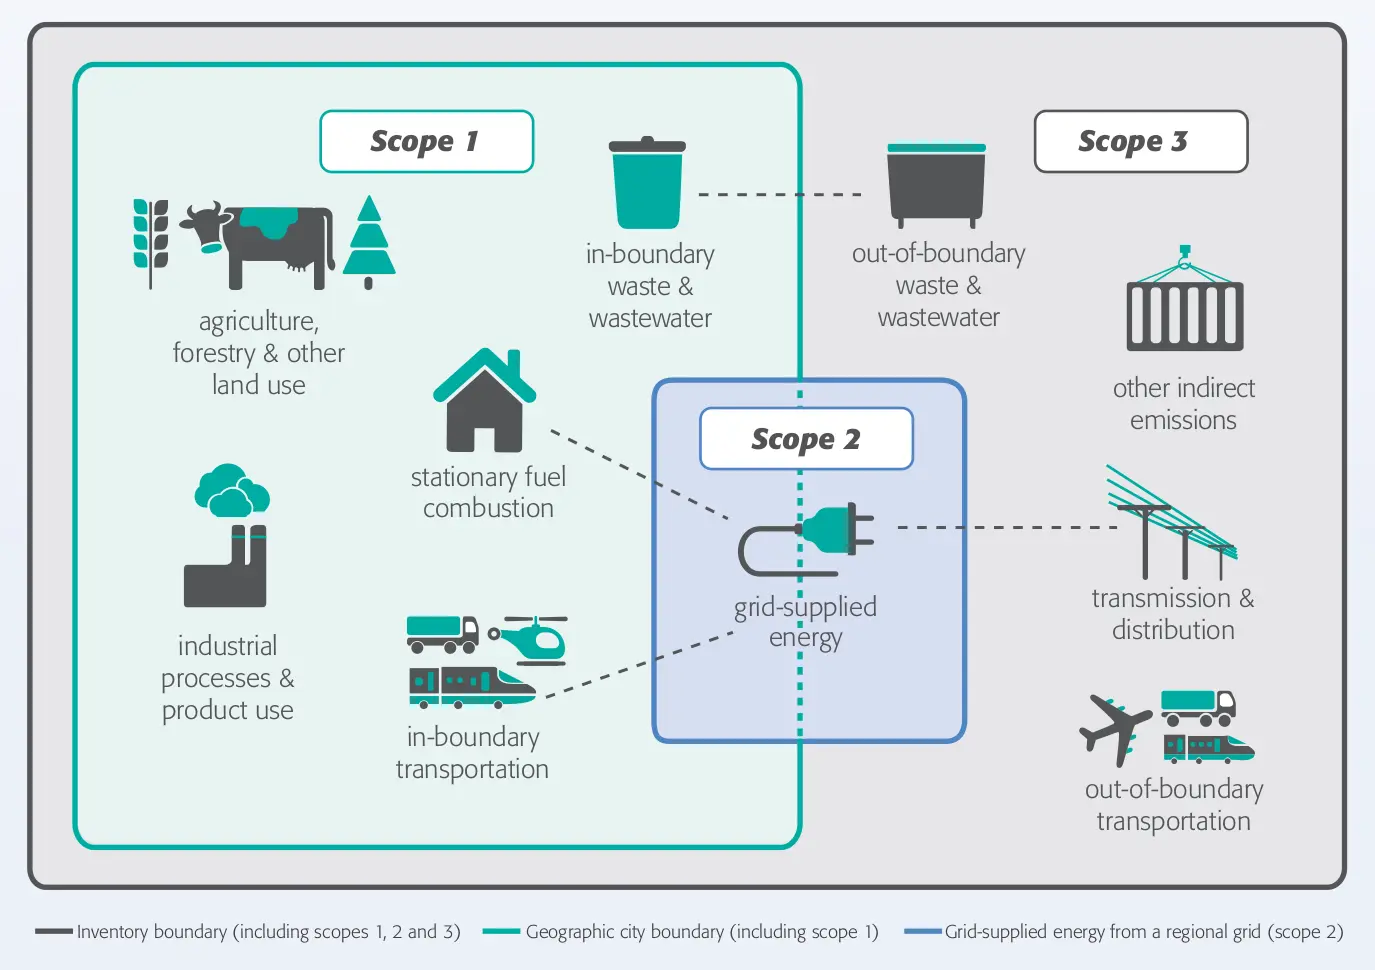 Scope 1
Scope 3
in-boundary
waste &
wastewater
out-of-boundary
waste &
wastewater
agriculture,
forestry & other
land use
other indirect
emissions
Scope 2
stationary fuel
combustion
grid-supplied
energy
transmission &
distribution
industrial
processes &
product use
in-boundary
transportation
out-of-boundary
transportation
Inventory boundary (including scopes 1, 2 and 3)
Geographic city boundary (including scope 1)
Grid-supplied energy from a regional grid (scope 2)